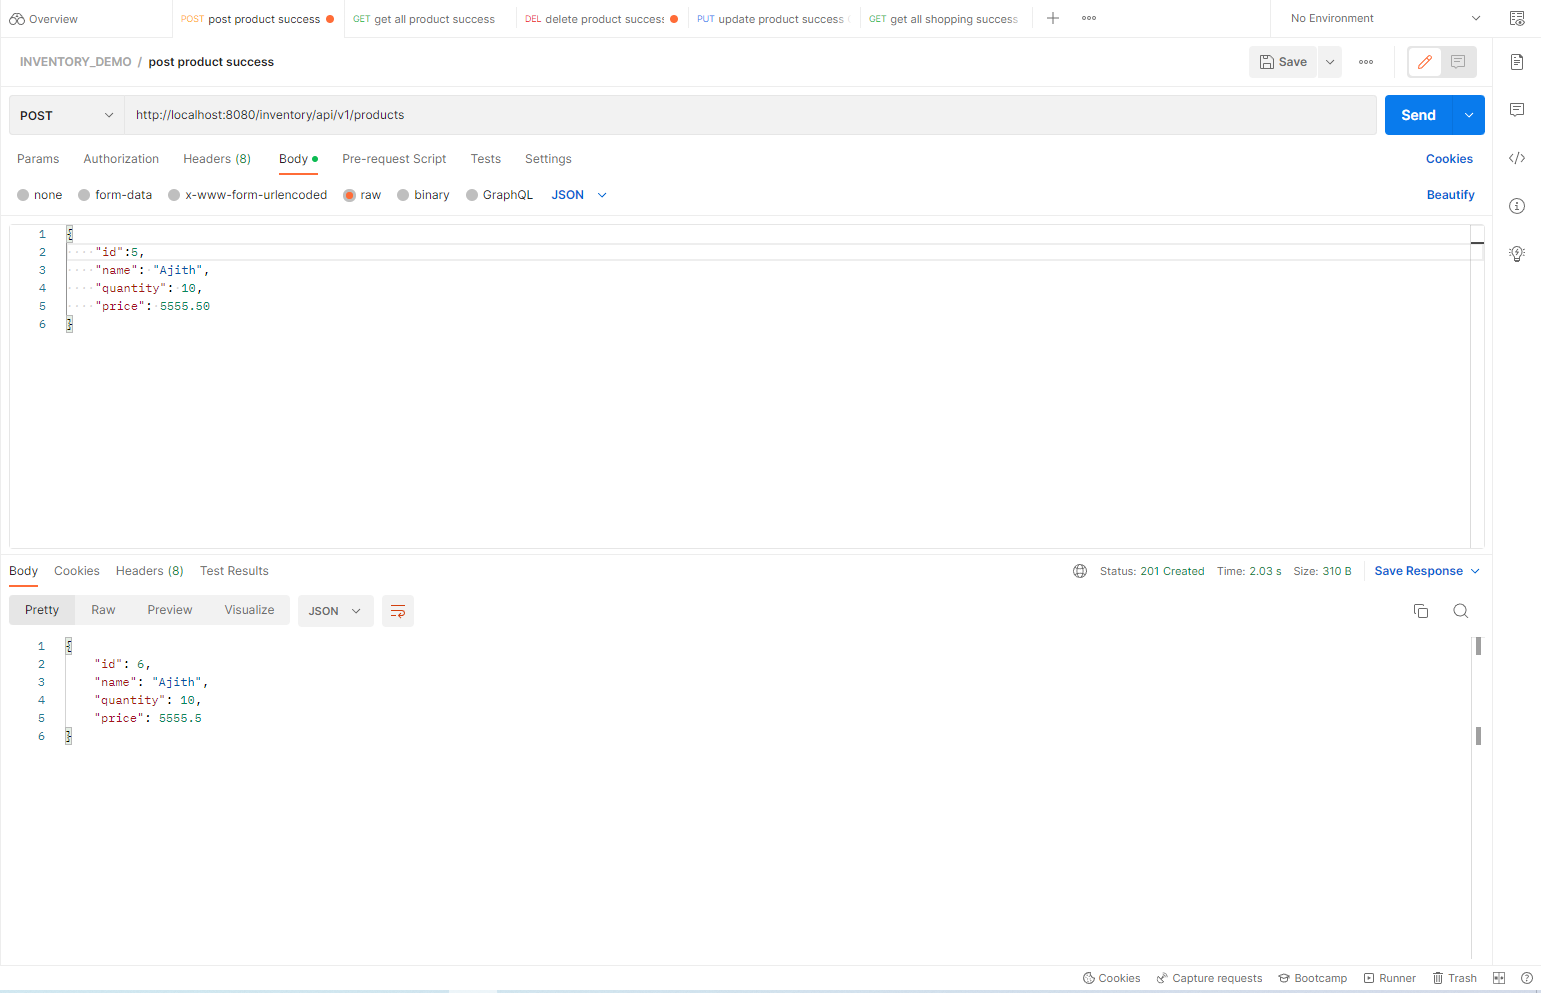 Overview
POST post product success
GET get all product success
DEL delete product success
PUT update product success
GET get all shopping success
No Environment
INVENTORY_DEMO / post product success
Save
POST
http://localhost:8080/inventory/api/v1/products
Send
Params Authorization Headers (8) Body Pre-request Script Tests Settings
Cookies
none form-data x-www-form-urlencoded raw binary GraphQL JSON
Beautify
1 {
2 "id":5,
3 "name": "Ajith",
4 "quantity": 10,
5 "price": 5555.50
6 }
Body Cookies Headers (8) Test Results
Status: 201 Created Time: 2.03 s Size: 310 B
Save Response
Pretty Raw Preview Visualize JSON
1 {
2 "id": 6,
3 "name": "Ajith",
4 "quantity": 10,
5 "price": 5555.5
6 }
Cookies Capture requests Bootcamp Runner Trash